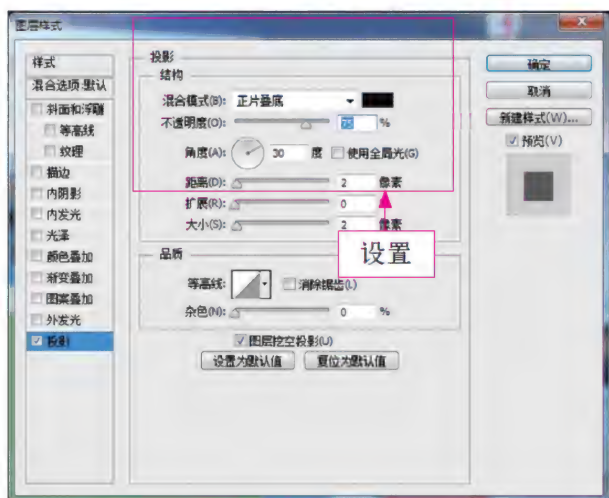 图层样式
样式
混合选项:默认
斜面和浮雕
等高线
纹理
描边
内阴影
内发光
光泽
颜色叠加
渐变叠加
图案叠加
外发光
投影
投影
结构
混合模式(B): 正片叠底
不透明度(O): 75 %
角度(A): 30 度 使用全局光(G)
距离(D): 2 像素
扩展(R): 0
大小(S): 2 像素
设置
品质
等高线: 消除锯齿(L)
杂色(N): 0 %
图层挖空投影(U)
设置为默认值 复位为默认值
确定
取消
新建样式(W)...
预览(V)